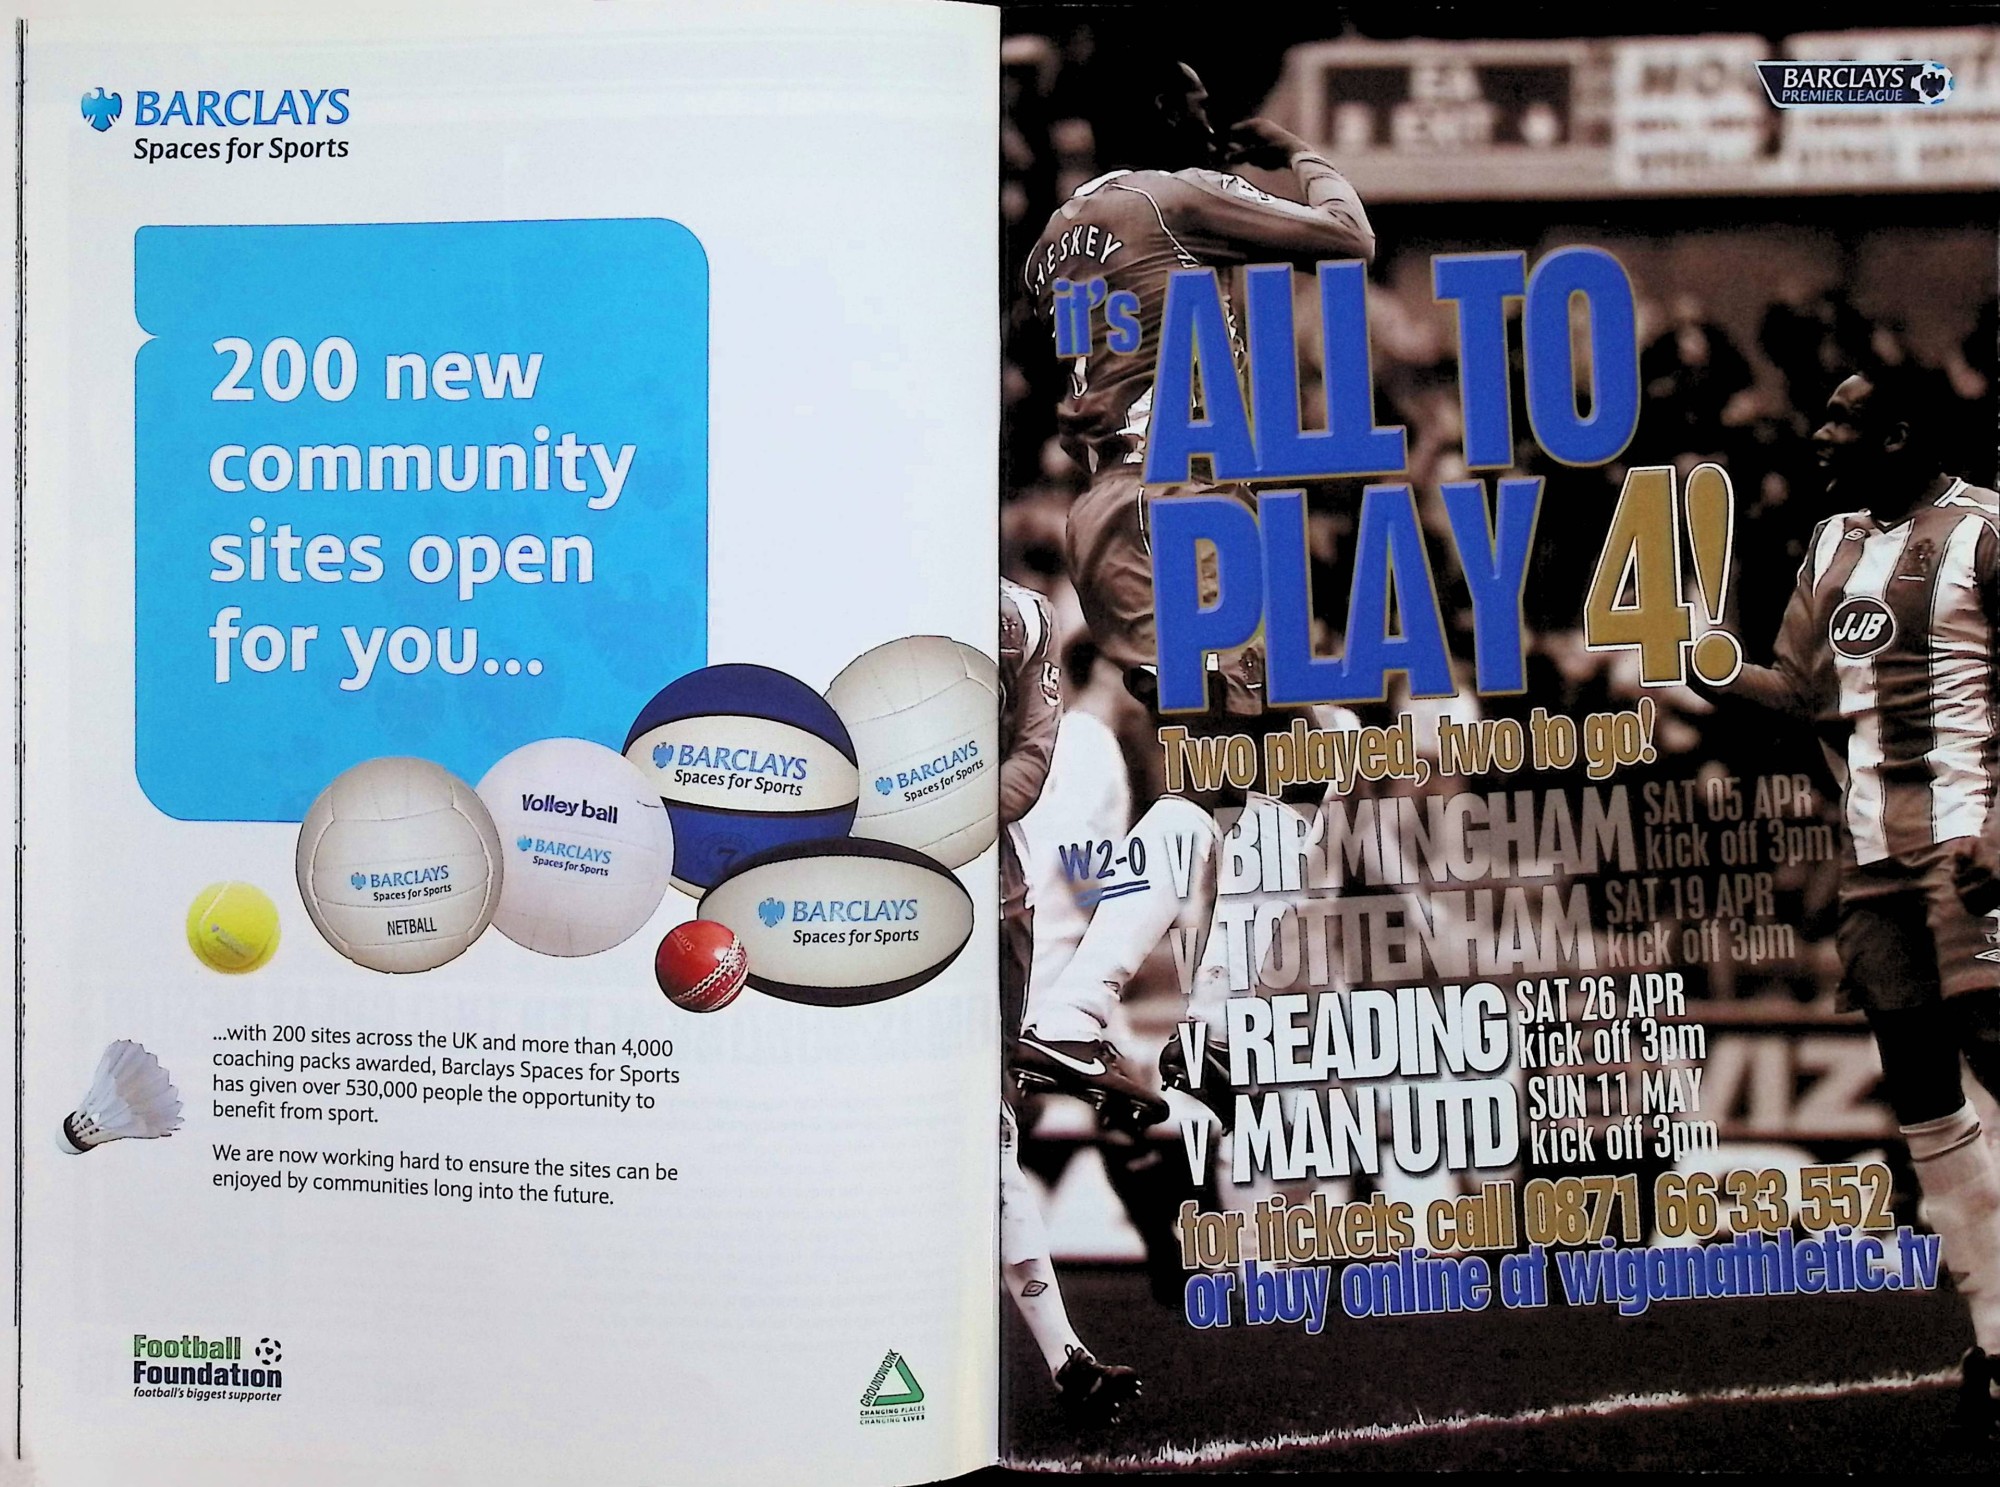 BARCLAYS
Spaces for Sports
200 new
community
sites open
for you...
BARCLAYS
Spaces for Sports
BARCLAYS
Spaces for Sports
Volley ball
BARCLAYS
Spaces for Sports
BARCLAYS
Spaces for Sports
NETBALL
BARCLAYS
Spaces for Sports
...with 200 sites across the UK and more than 4,000
coaching packs awarded, Barclays Spaces for Sports
has given over 530,000 people the opportunity to
benefit from sport.
We are now working hard to ensure the sites can be
enjoyed by communities long into the future.
Football
Foundation
football's biggest supporter
GROUNDWORK
CHANGING PLACES
CHANGING LIVES
BARCLAYS
PREMIER LEAGUE
HESKEY
it's ALL TO
PLAY 4!
JJB
Two played, two to go!
W2-0 V BIRMINGHAM SAT 05 APR
kick off 3pm
V TOTTENHAM SAT 19 APR
kick off 3pm
V READING SAT 26 APR
kick off 3pm
V MAN UTD SUN 11 MAY
kick off 3pm
for tickets call 0871 66 33 552
or buy online at wiganathletic.tv